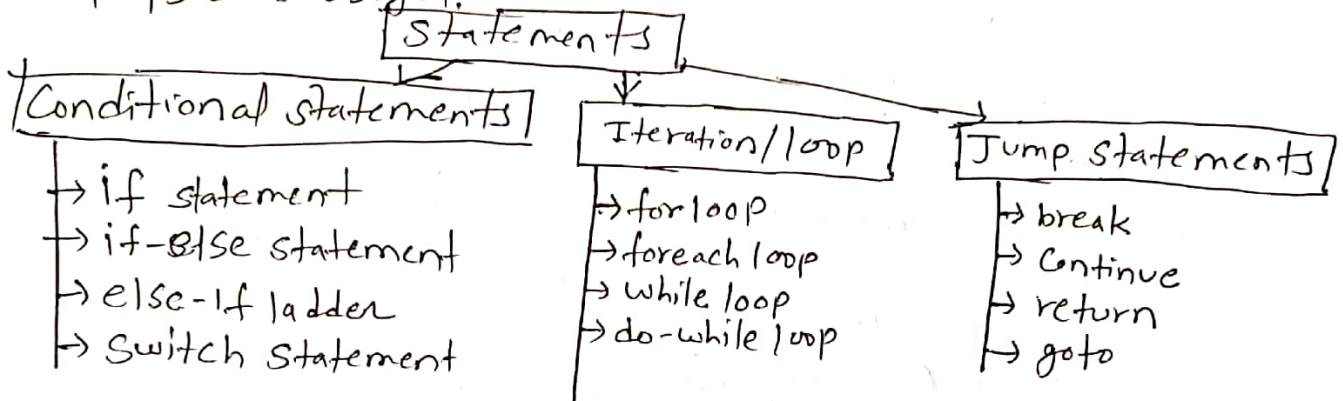 Statements
Conditional statements
→ if statement
→ if-else statement
→ else-if ladder
→ Switch Statement
Iteration/loop
→ for loop
→ foreach loop
→ while loop
→ do-while loop
Jump statements
→ break
→ Continue
→ return
→ goto